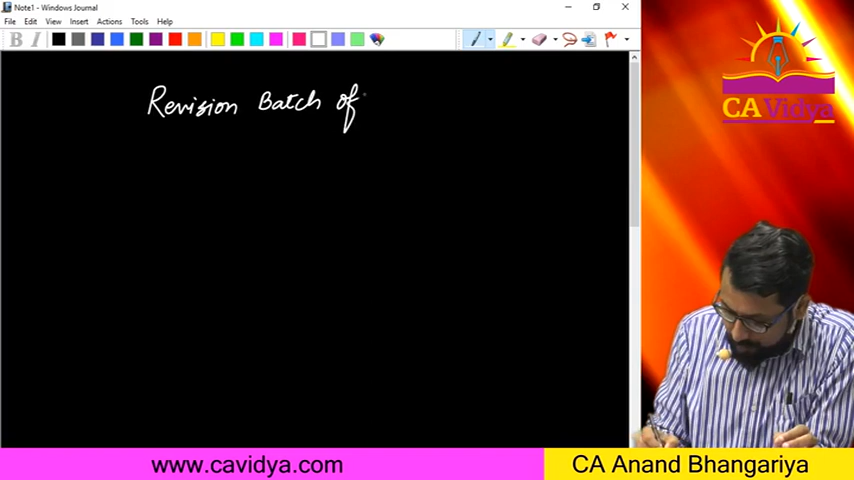 Note1 - Windows Journal
File Edit View Insert Actions Tools Help
B I
Revision Batch of
CA Vidya
www.cavidya.com
CA Anand Bhangariya